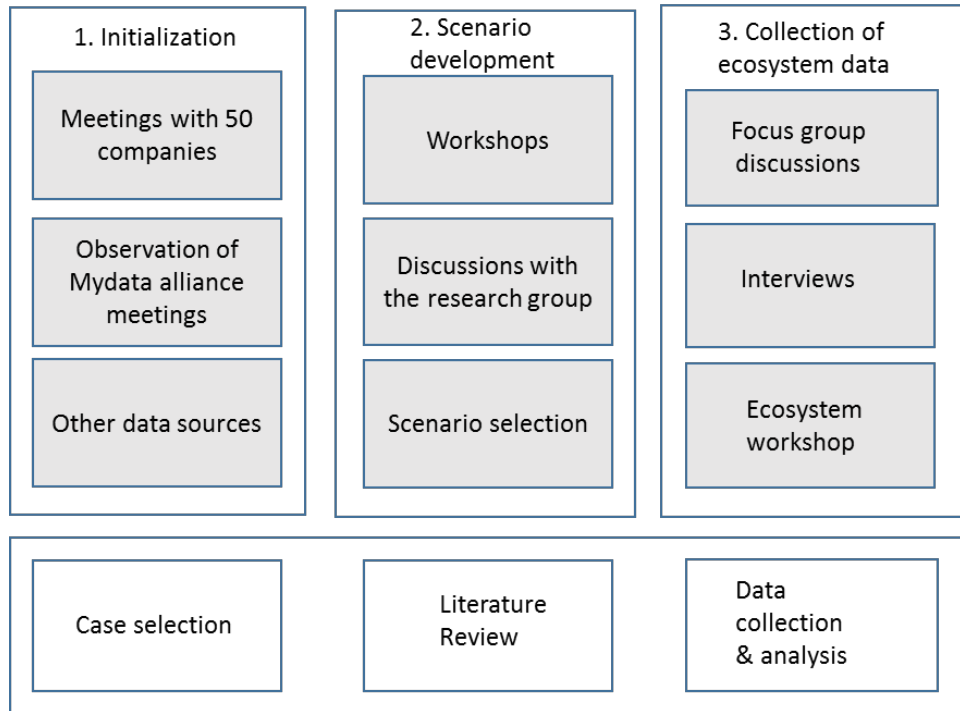 1. Initialization
Meetings with 50
companies
Observation of
Mydata alliance
meetings
Other data sources
2. Scenario
development
Workshops
Discussions with
the research group
Scenario selection
3. Collection of
ecosystem data
Focus group
discussions
Interviews
Ecosystem
workshop
Case selection
Literature
Review
Data
collection
& analysis